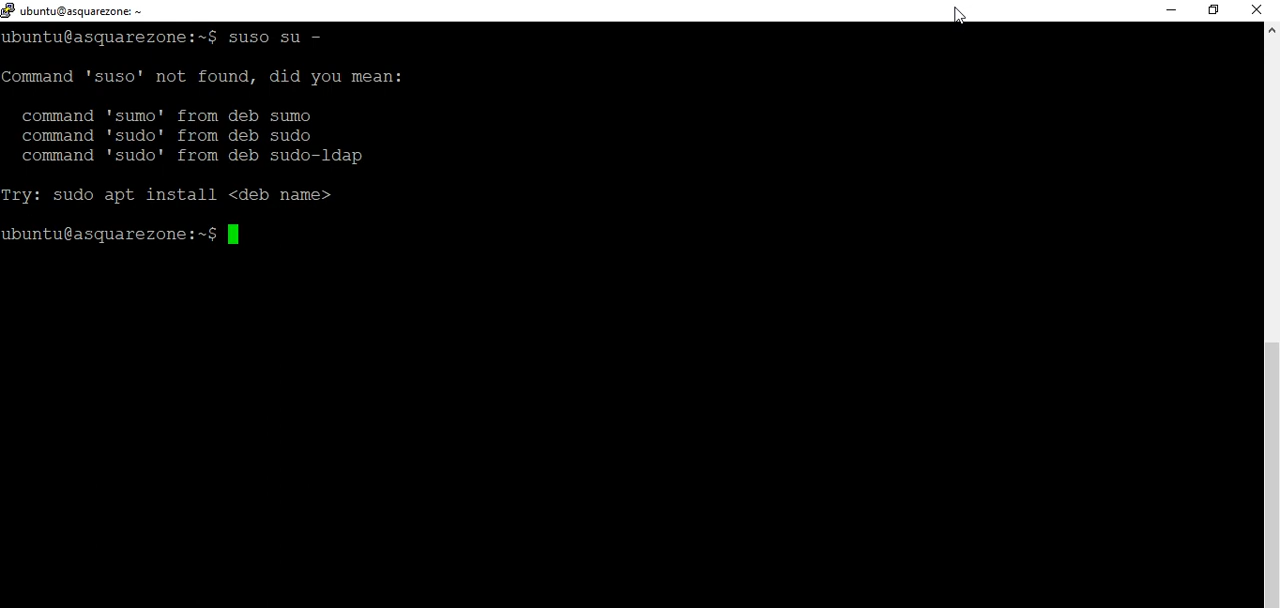 ubuntu@asquarezone: ~
ubuntu@asquarezone:~$ suso su -
Command 'suso' not found, did you mean:
command 'sumo' from deb sumo
command 'sudo' from deb sudo
command 'sudo' from deb sudo-ldap
Try: sudo apt install <deb name>
ubuntu@asquarezone:~$